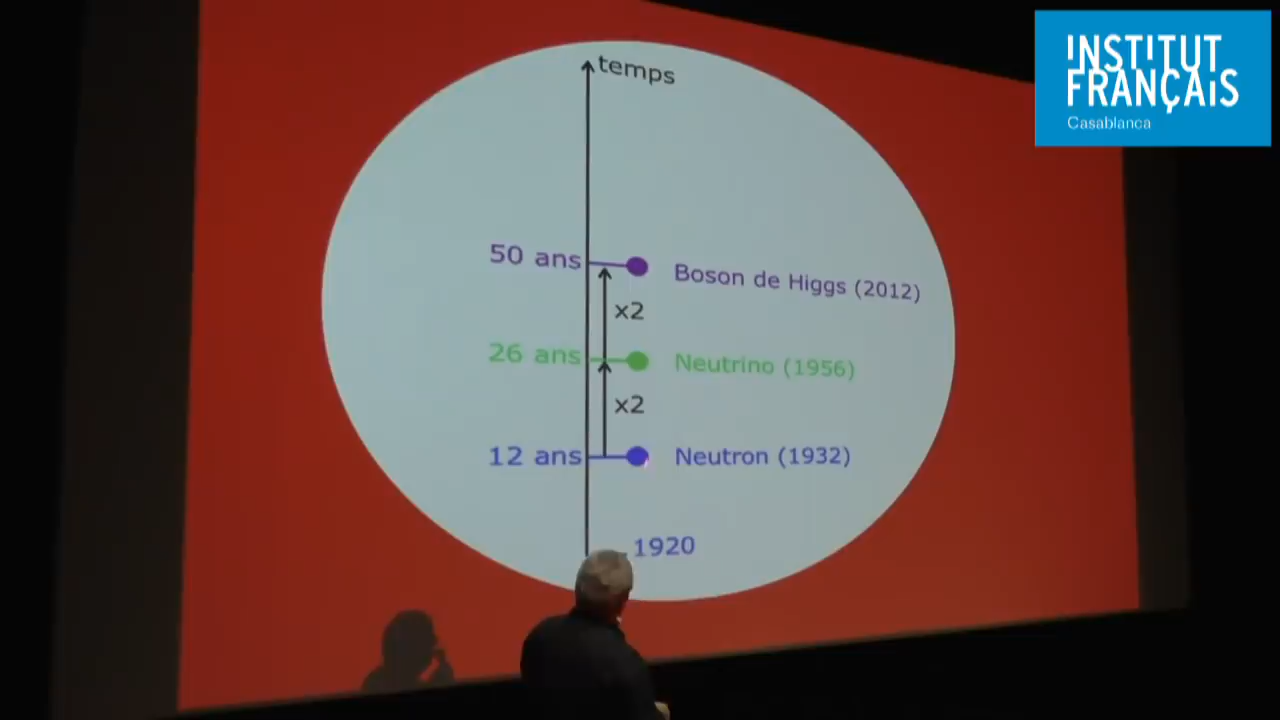 INSTITUT
FRANÇAIS
Casablanca
temps
50 ans
Boson de Higgs (2012)
x2
26 ans
Neutrino (1956)
x2
12 ans
Neutron (1932)
1920